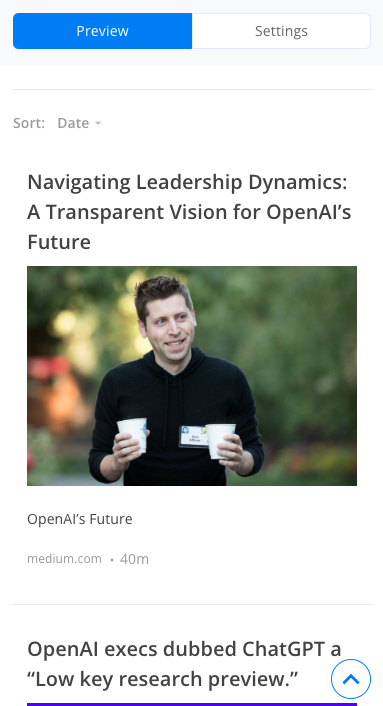 Preview
Settings
Sort: Date
Navigating Leadership Dynamics:
A Transparent Vision for OpenAI’s
Future
OpenAI’s Future
medium.com • 40m
OpenAI execs dubbed ChatGPT a
“Low key research preview.”